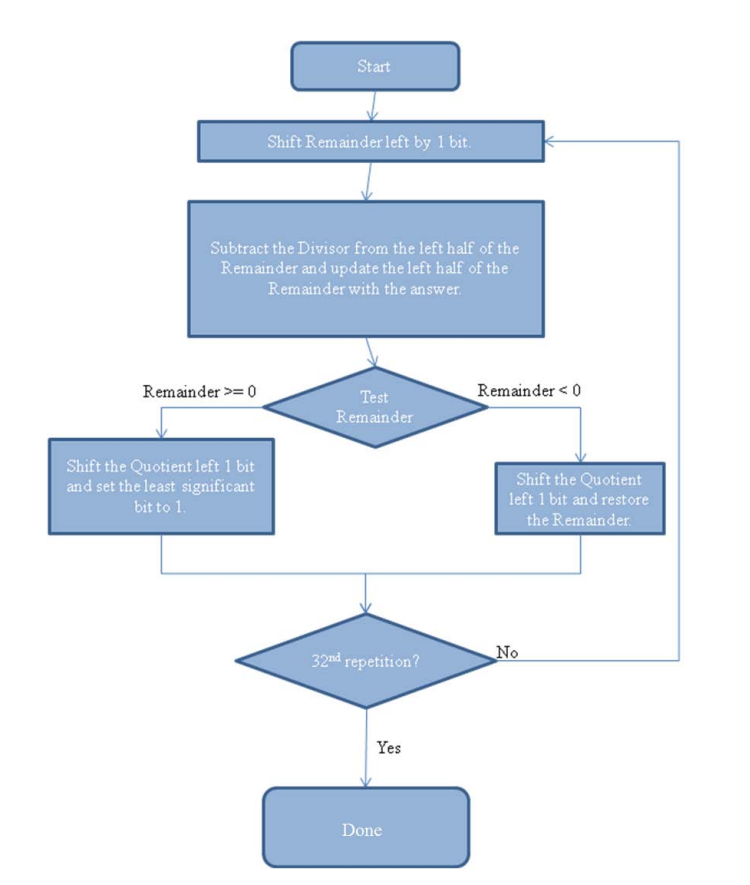 Start
Shift Remainder left by 1 bit.
Subtract the Divisor from the left half of the
Remainder and update the left half of the
Remainder with the answer.
Remainder >= 0
Test
Remainder
Remainder < 0
Shift the Quotient left 1 bit
and set the least significant
bit to 1.
Shift the Quotient
left 1 bit and restore
the Remainder.
32nd repetition?
No
Yes
Done